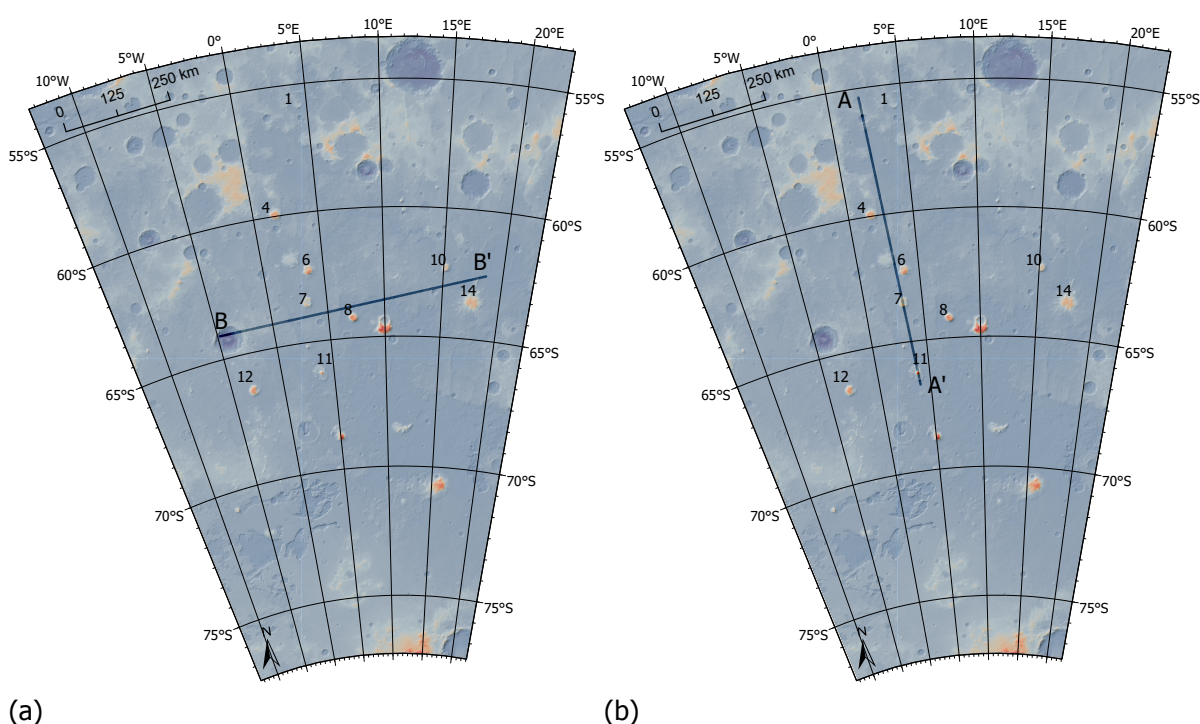 0° 5°E 10°E 15°E 20°E
5°W
10°W
0 125 250 km
1
55°S 55°S
4
60°S 60°S
6 10 B'
7 8 14
B
65°S 65°S
11
12
70°S 70°S
75°S 75°S
N
(a)
0° 5°E 10°E 15°E 20°E
5°W
10°W
0 125 250 km
A 1
55°S 55°S
4
60°S 60°S
6 10
7 8 14
65°S 65°S
11
12 A'
70°S 70°S
75°S 75°S
N
(b)